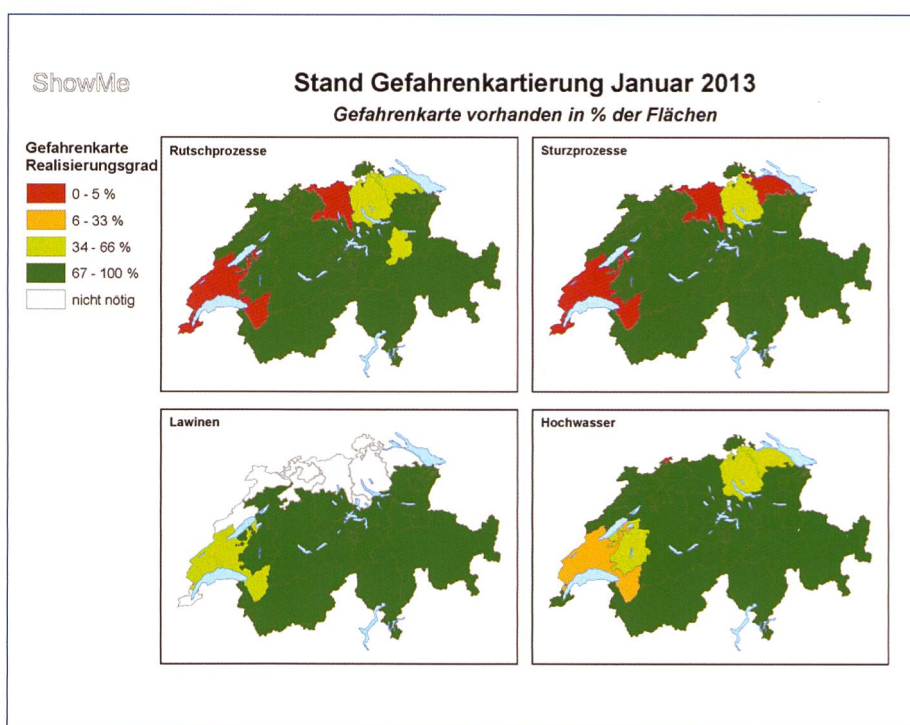 ShowMe
Stand Gefahrenkartierung Januar 2013
Gefahrenkarte vorhanden in % der Flächen
Gefahrenkarte
Realisierungsgrad
0 - 5 %
6 - 33 %
34 - 66 %
67 - 100 %
nicht nötig
Rutschprozesse
Sturzprozesse
Lawinen
Hochwasser